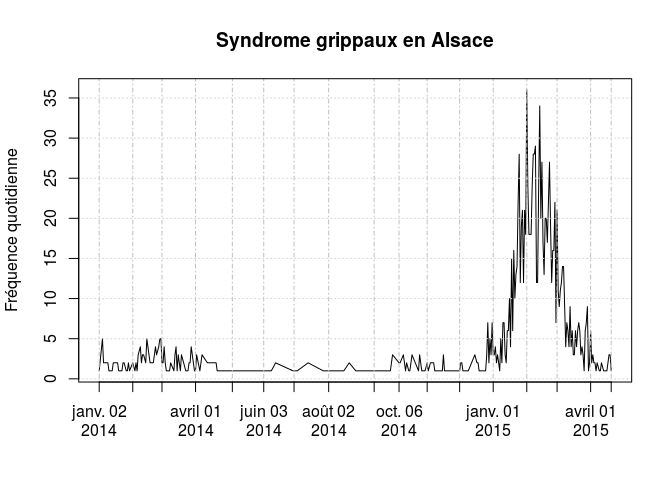 Syndrome grippaux en Alsace
Fréquence quotidienne
35
30
25
20
15
10
5
0
janv. 02 avril 01 juin 03 août 02 oct. 06 janv. 01 avril 01
2014 2014 2014 2014 2014 2015 2015